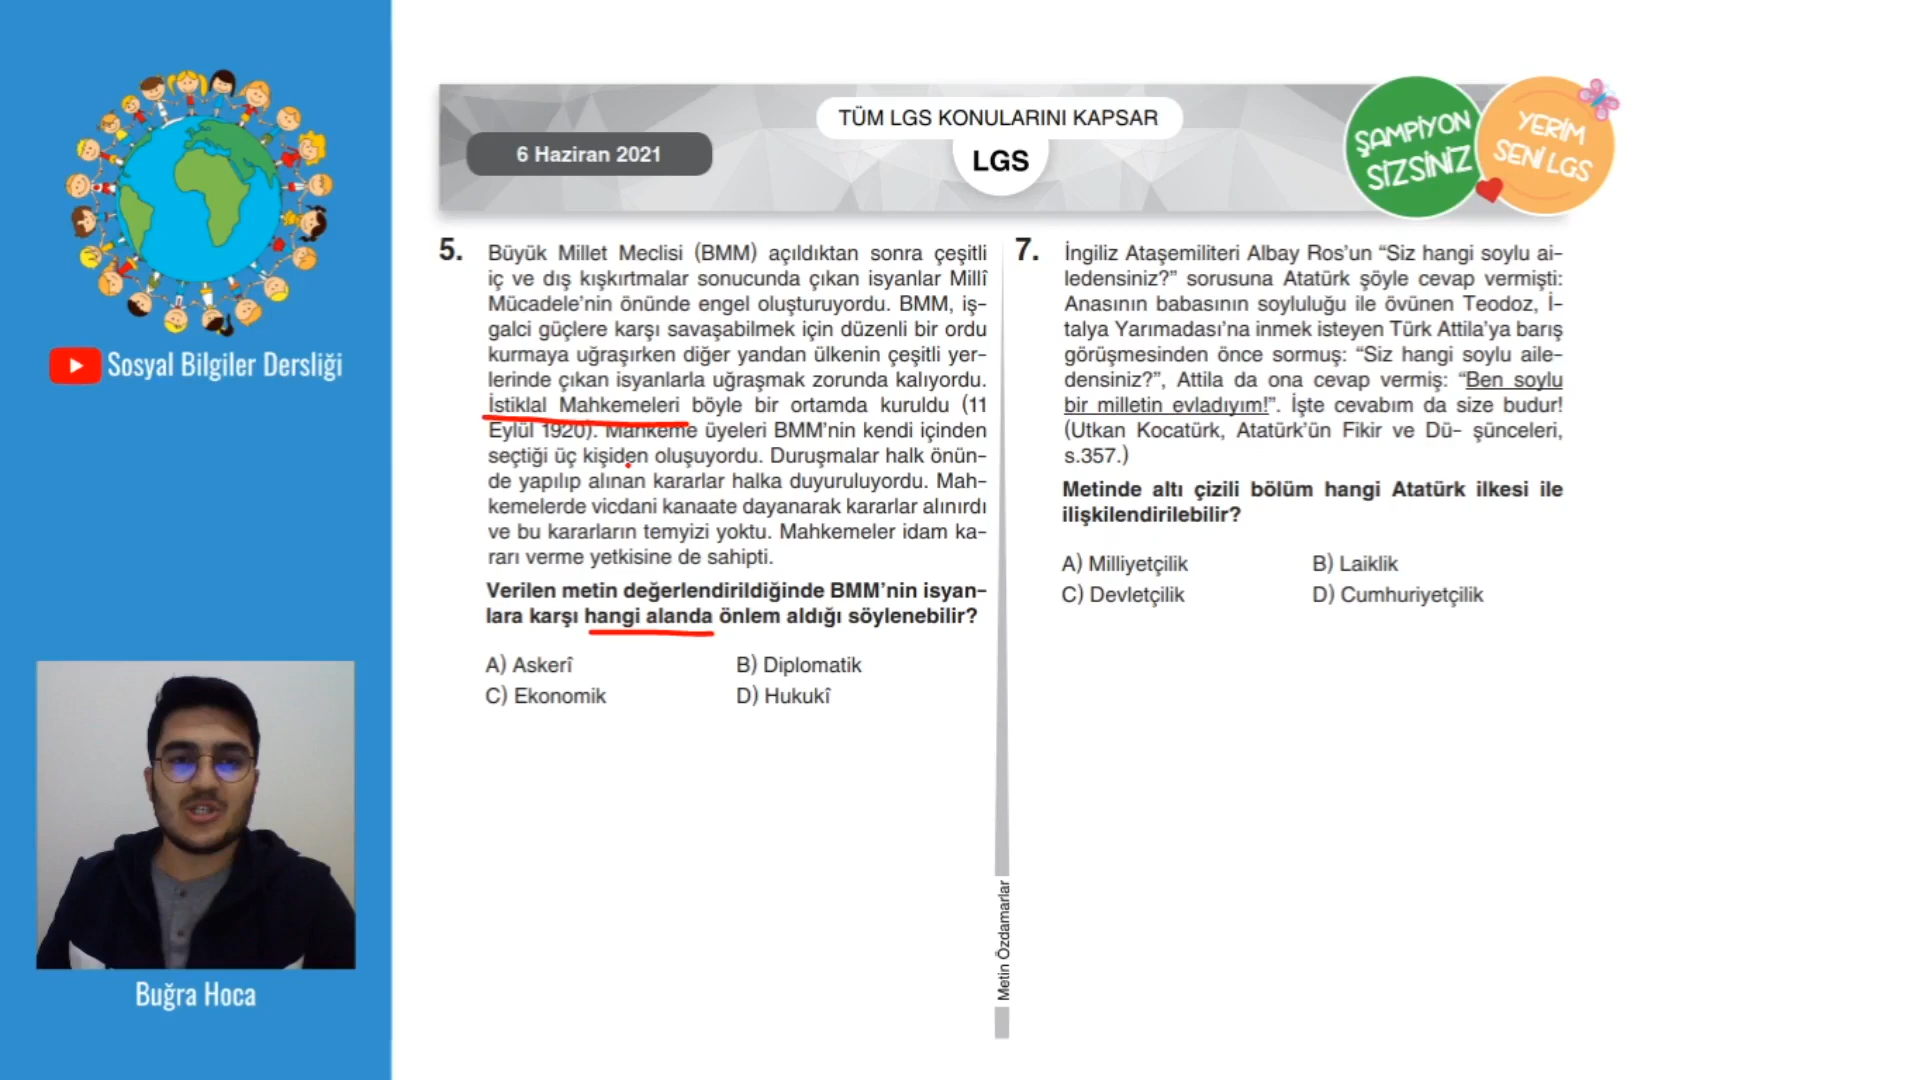 TÜM LGS KONULARINI KAPSAR
6 Haziran 2021
LGS
ŞAMPİYON
SİZSİNİZ
YERİM
SENİ LGS
Sosyal Bilgiler Dersliği
5. Büyük Millet Meclisi (BMM) açıldıktan sonra çeşitli
iç ve dış kışkırtmalar sonucunda çıkan isyanlar Millî
Mücadele'nin önünde engel oluşturuyordu. BMM, iş-
galci güçlere karşı savaşabilmek için düzenli bir ordu
kurmaya uğraşırken diğer yandan ülkenin çeşitli yer-
lerinde çıkan isyanlarla uğraşmak zorunda kalıyordu.
İstiklal Mahkemeleri böyle bir ortamda kuruldu (11
Eylül 1920). Mahkeme üyeleri BMM'nin kendi içinden
seçtiği üç kişiden oluşuyordu. Duruşmalar halk önün-
de yapılıp alınan kararlar halka duyuruluyordu. Mah-
kemelerde vicdani kanaate dayanarak kararlar alınırdı
ve bu kararların temyizi yoktu. Mahkemeler idam ka-
rarı verme yetkisine de sahipti.
Verilen metin değerlendirildiğinde BMM'nin isyan-
lara karşı hangi alanda önlem aldığı söylenebilir?
A) Askerî B) Diplomatik
C) Ekonomik D) Hukukî
7. İngiliz Ataşemiliteri Albay Ros'un “Siz hangi soylu ai-
ledensiniz?” sorusuna Atatürk şöyle cevap vermişti:
Anasının babasının soyluluğu ile övünen Teodoz, İ-
talya Yarımadası'na inmek isteyen Türk Attila'ya barış
görüşmesinden önce sormuş: “Siz hangi soylu aile-
densiniz?”, Attila da ona cevap vermiş: “Ben soylu
bir milletin evladıyım!”. İşte cevabım da size budur!
(Utkan Kocatürk, Atatürk'ün Fikir ve Dü- şünceleri,
s.357.)
Metinde altı çizili bölüm hangi Atatürk ilkesi ile
ilişkilendirilebilir?
A) Milliyetçilik B) Laiklik
C) Devletçilik D) Cumhuriyetçilik
Metin Özdamarlar
Buğra Hoca